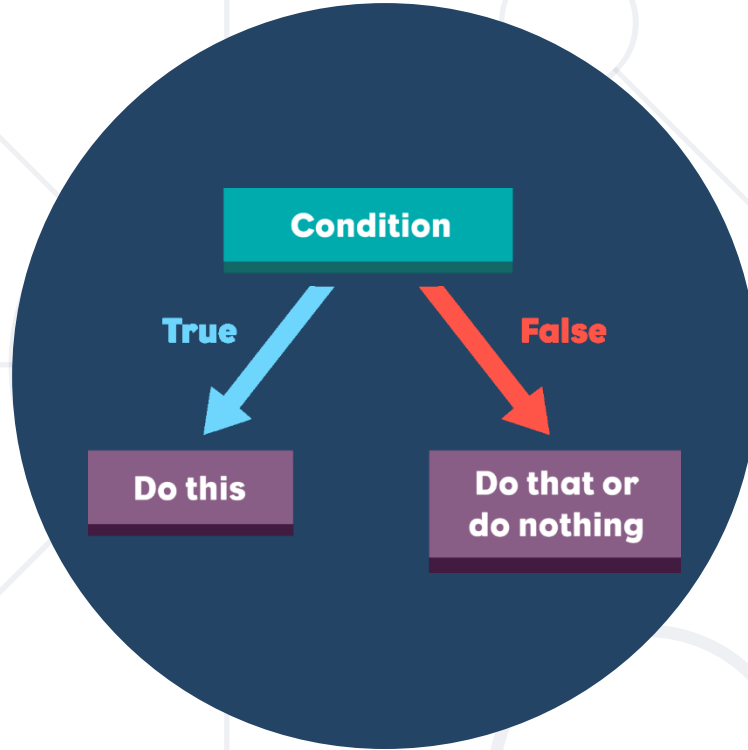 Condition
True
False
Do this
Do that or
do nothing